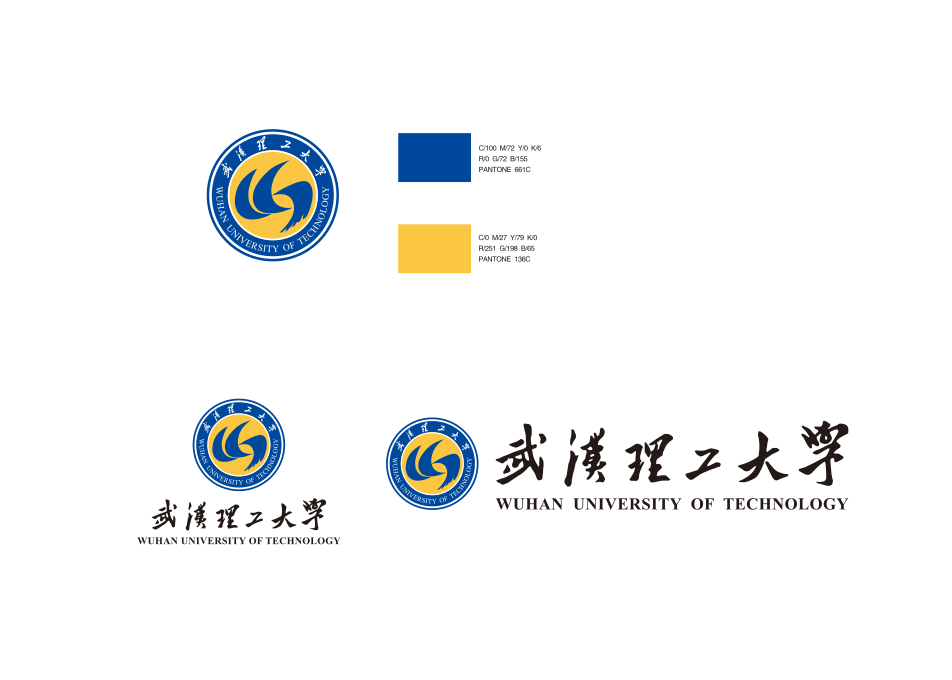 武漢理工大學
WUHAN UNIVERSITY OF TECHNOLOGY
C/100 M/72 Y/0 K/6
R/0 G/72 B/155
PANTONE 661C
C/0 M/27 Y/79 K/0
R/251 G/198 B/65
PANTONE 136C
武漢理工大學
WUHAN UNIVERSITY OF TECHNOLOGY
武漢理工大學
WUHAN UNIVERSITY OF TECHNOLOGY
武漢理工大學
WUHAN UNIVERSITY OF TECHNOLOGY
武漢理工大學
WUHAN UNIVERSITY OF TECHNOLOGY